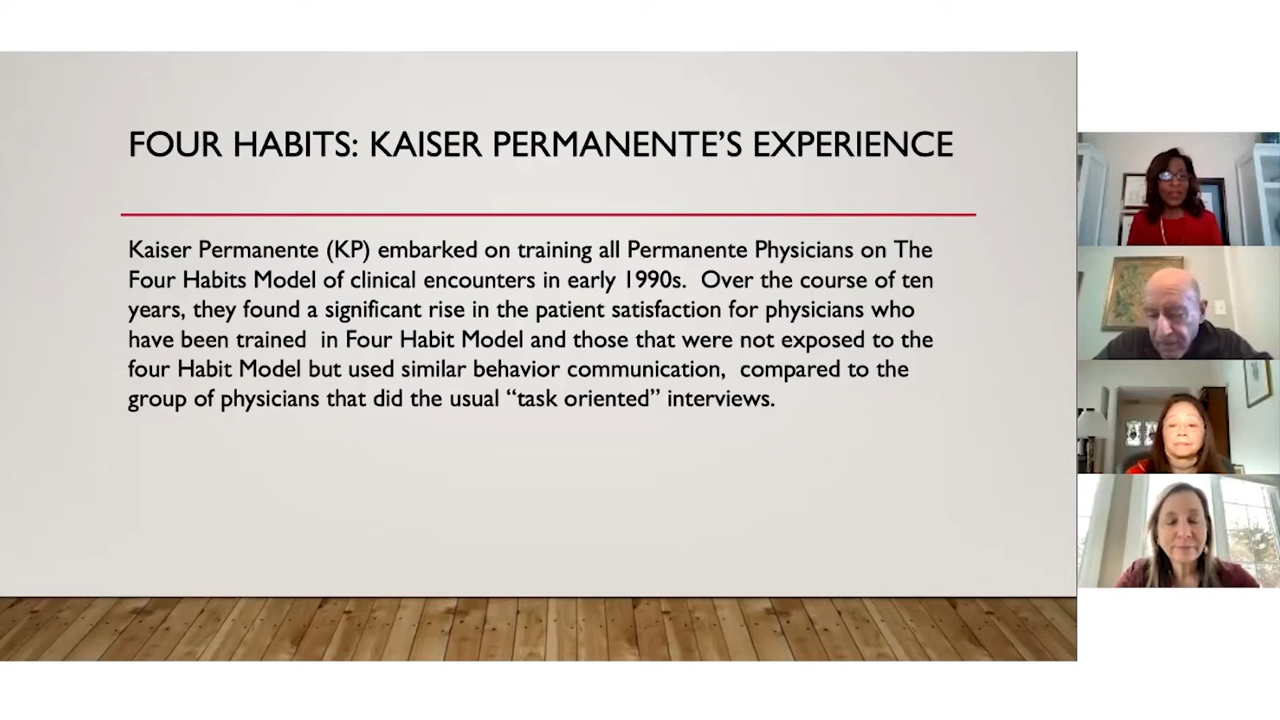 FOUR HABITS: KAISER PERMANENTE’S EXPERIENCE
Kaiser Permanente (KP) embarked on training all Permanente Physicians on The
Four Habits Model of clinical encounters in early 1990s.  Over the course of ten
years, they found a significant rise in the patient satisfaction for physicians who
have been trained  in Four Habit Model and those that were not exposed to the
four Habit Model but used similar behavior communication,  compared to the
group of physicians that did the usual “task oriented” interviews.